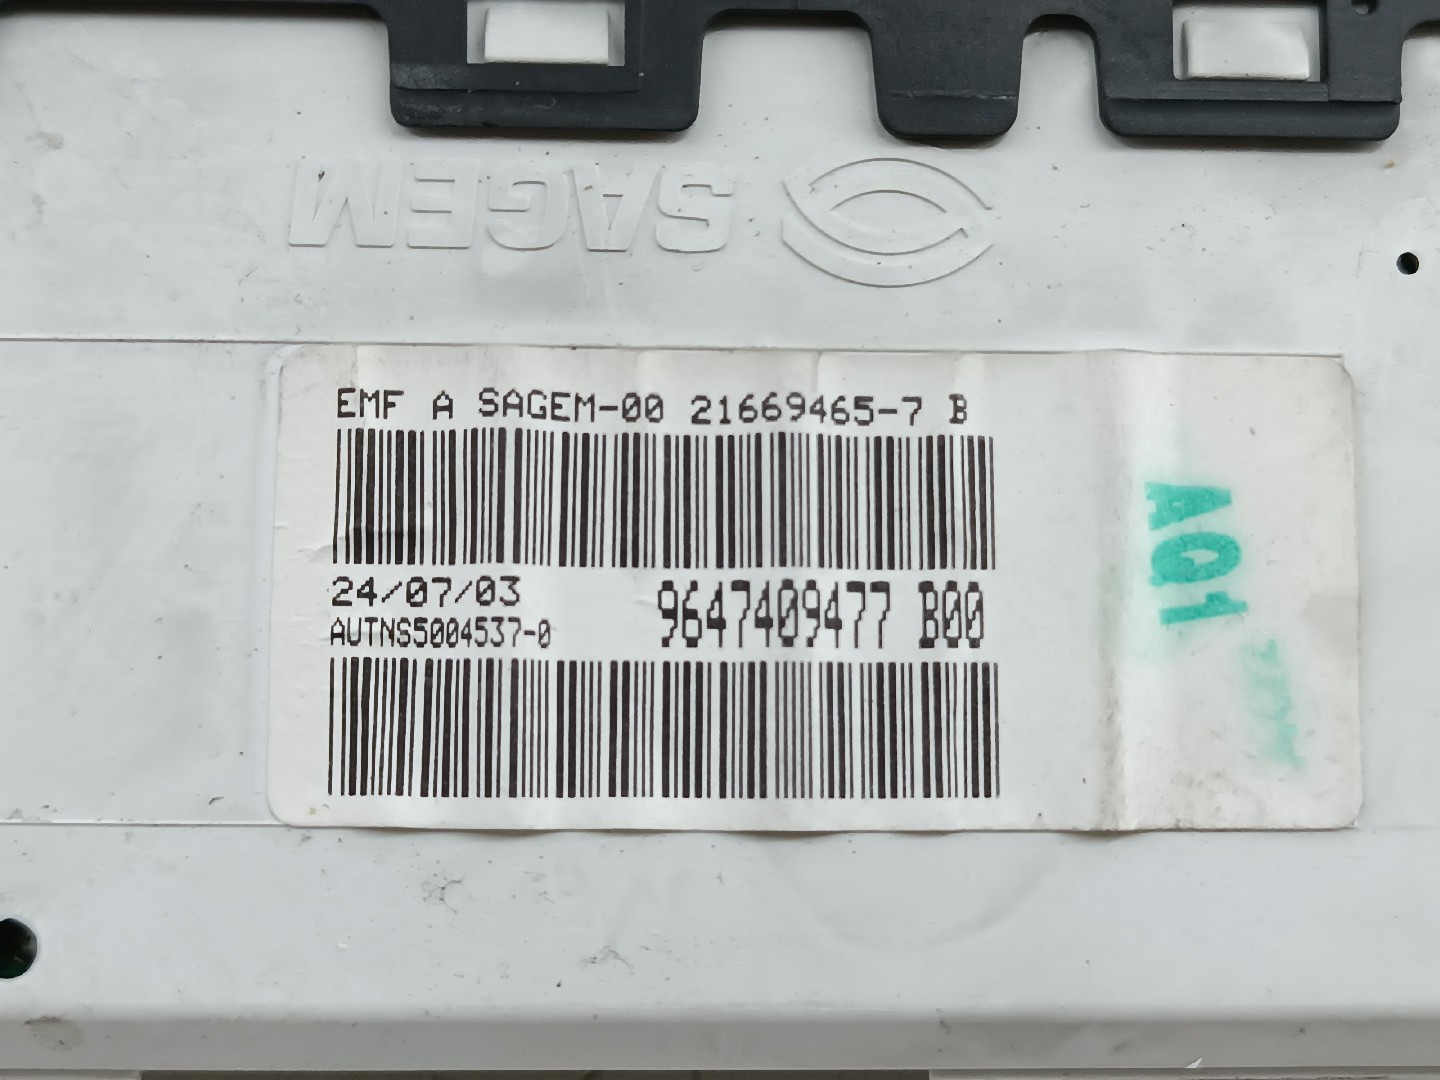 SAGEM
EMF A SAGEM-00 21669465-7 B
24/07/03
AUTNS5004537-0
9647409477 B00
AQ1